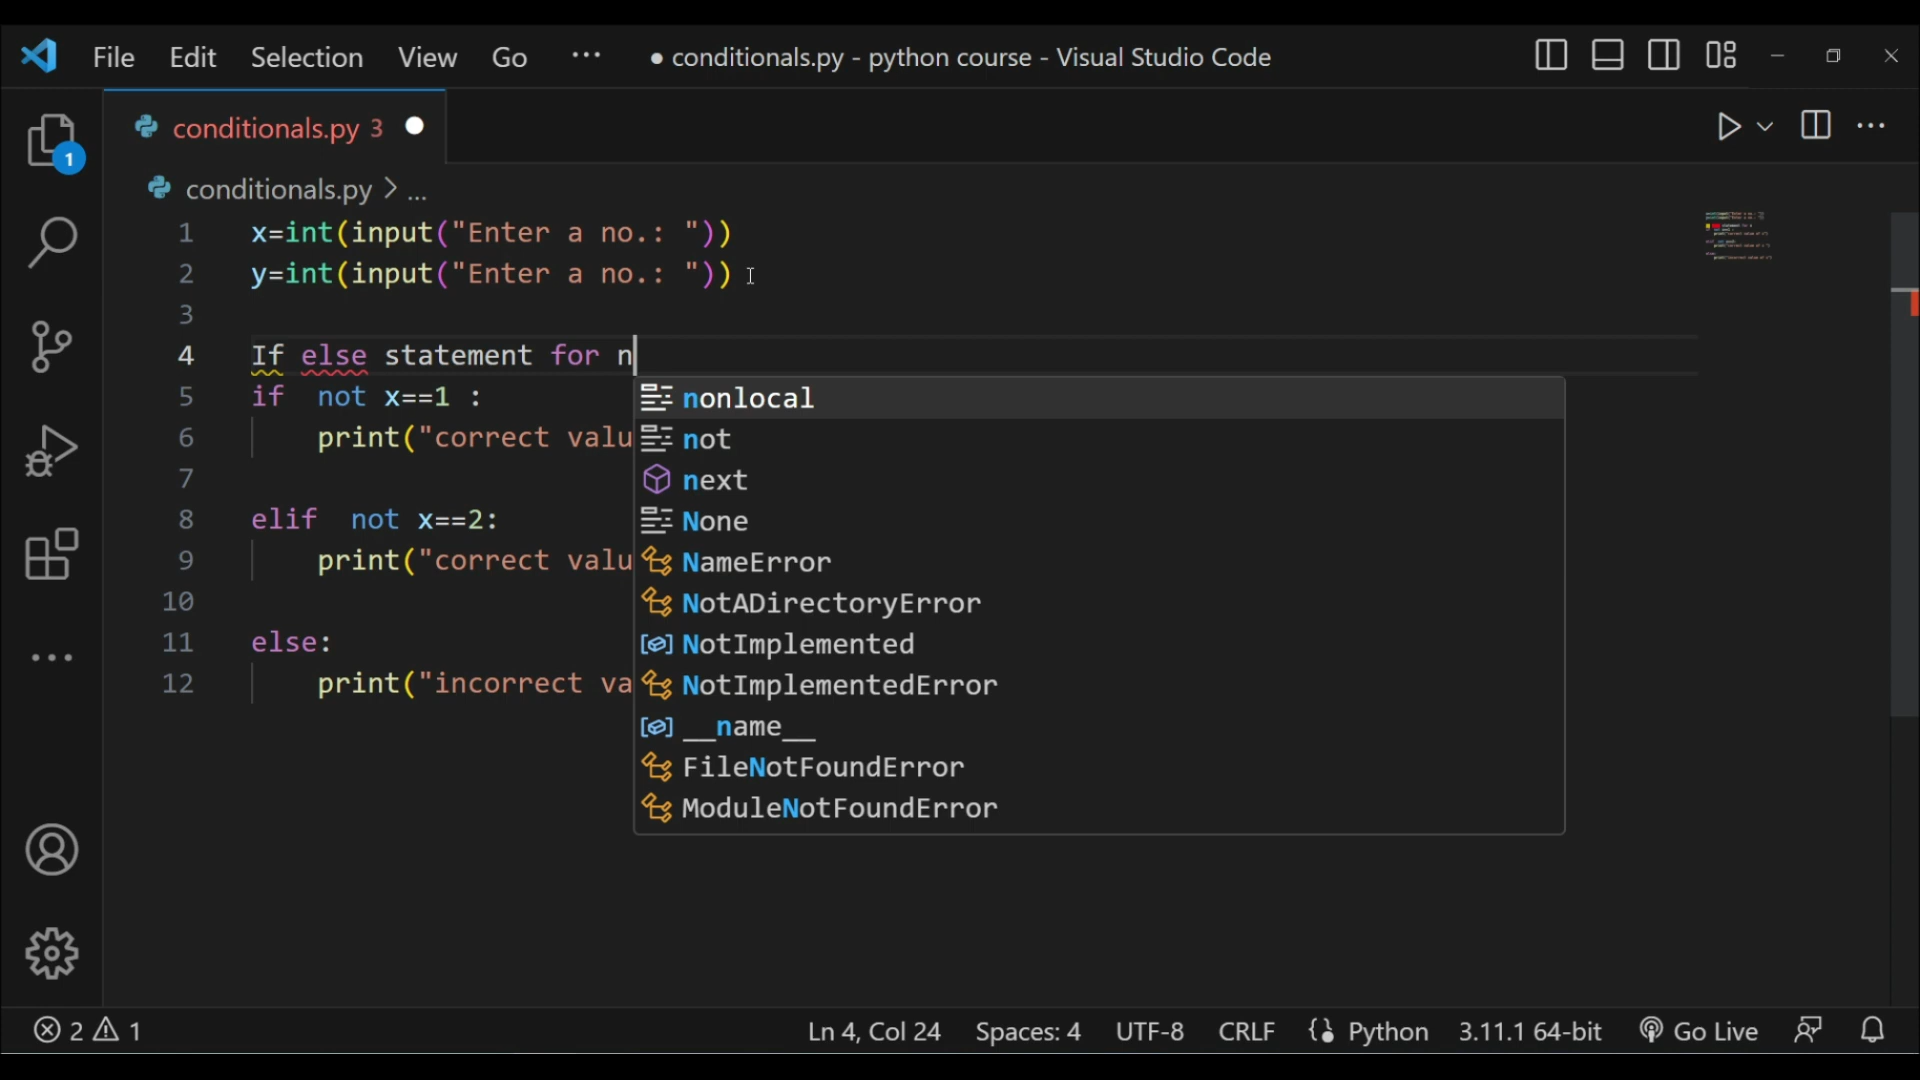 File Edit Selection View Go ··· ● conditionals.py - python course - Visual Studio Code
conditionals.py 3
1
conditionals.py > ...
1 x=int(input("Enter a no.: "))
2 y=int(input("Enter a no.: "))
3
4 If else statement for n
5 if  not x==1 :
6 print("correct valu
7
8 elif  not x==2:
9 print("correct valu
10
11 else:
12 print("incorrect va
nonlocal
not
next
None
NameError
NotADirectoryError
NotImplemented
NotImplementedError
__name__
FileNotFoundError
ModuleNotFoundError
2 1 Ln 4, Col 24 Spaces: 4 UTF-8 CRLF Python 3.11.1 64-bit Go Live